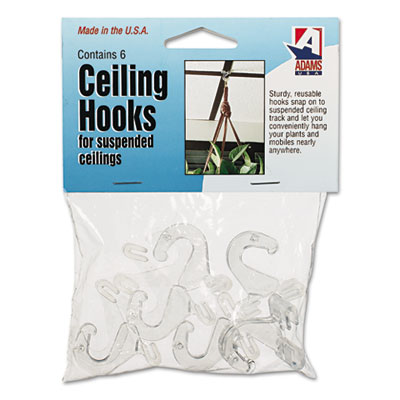 Made in the U.S.A.
Contains 6
Ceiling
Hooks
for suspended
ceilings
A
ADAMS
USA
Sturdy, reusable
hooks snap on to
suspended ceiling
track and let you
conveniently hang
your plants and
mobiles nearly
anywhere.